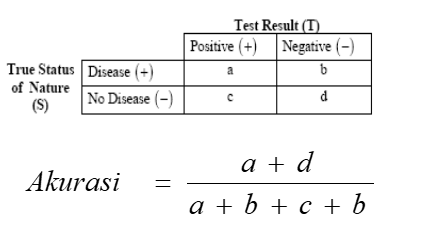 Test Result (T)
Positive (+) Negative (−)
True Status of Nature (S)
Disease (+) a b
No Disease (−) c d
Akurasi = a + d / a + b + c + b